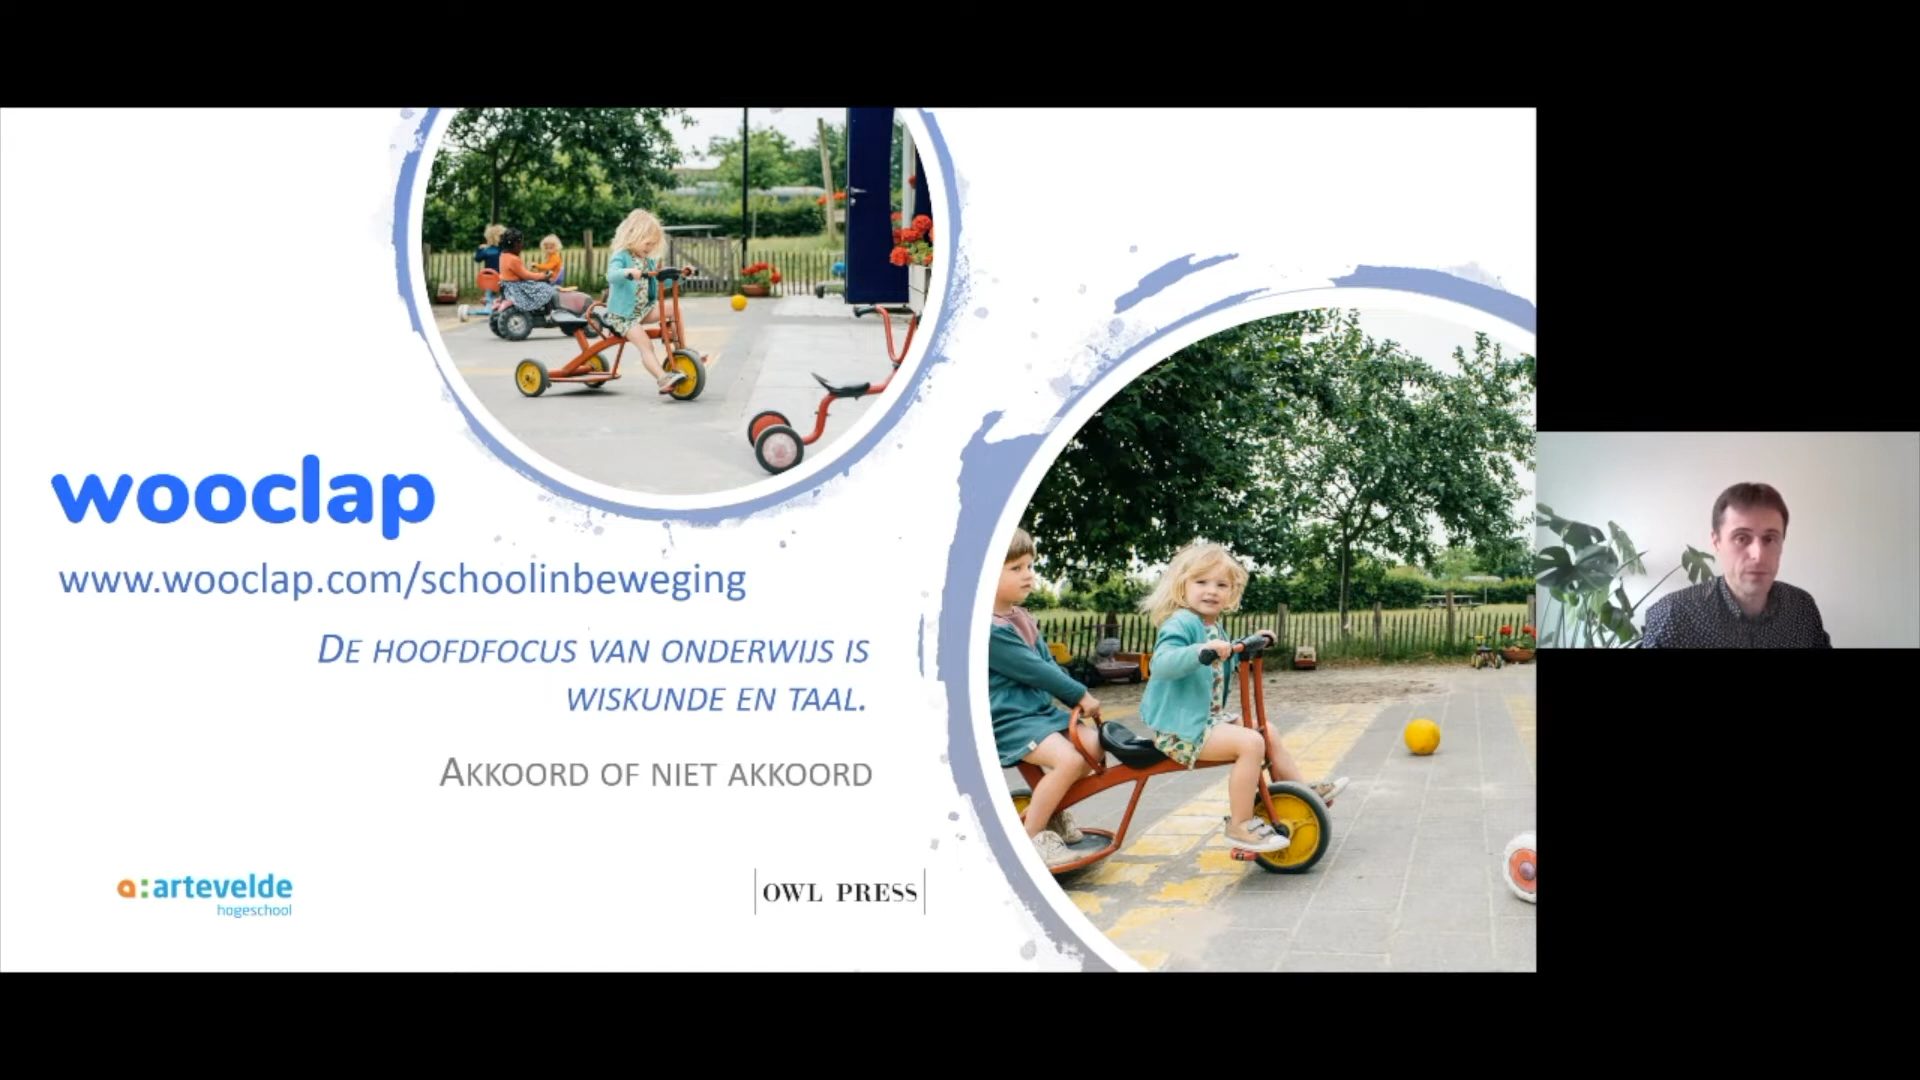 wooclap
www.wooclap.com/schoolinbeweging
DE HOOFDFOCUS VAN ONDERWIJS IS
WISKUNDE EN TAAL.
AKKOORD OF NIET AKKOORD
a:artevelde
hogeschool
OWL PRESS